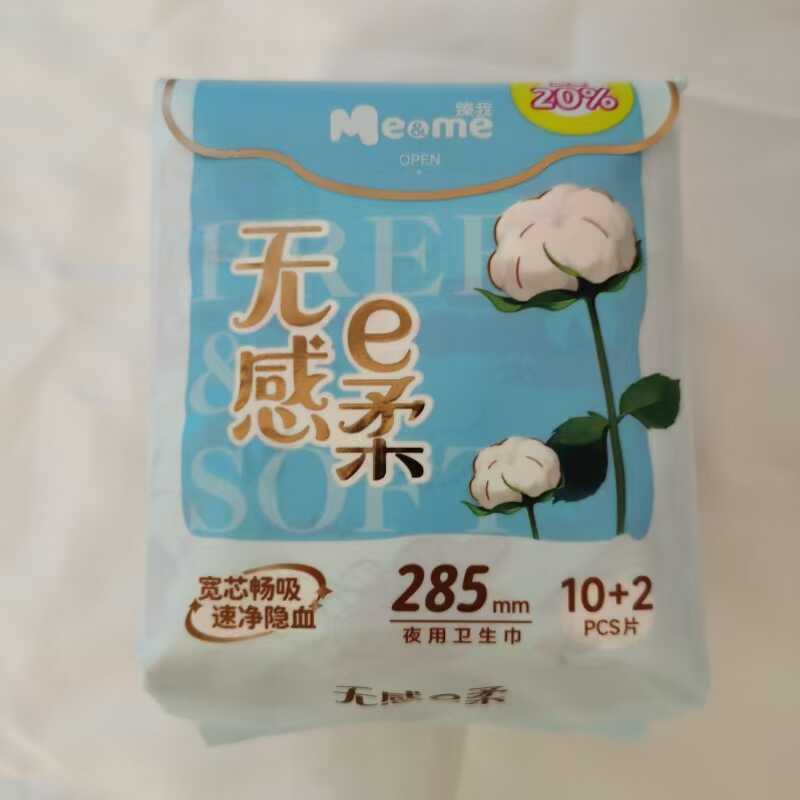 臻我
Me&me
20%
OPEN
FREE
&
SOFT
无感
e柔
宽芯畅吸
速净隐血
285mm
夜用卫生巾
10+2
PCS片
无感e柔